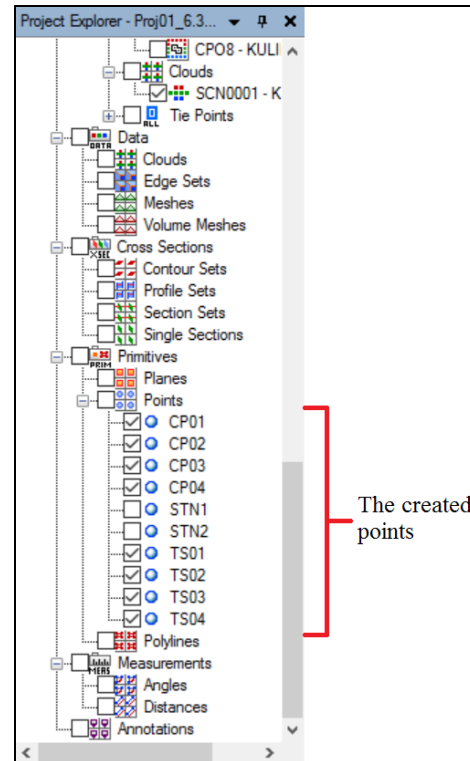 Project Explorer - Proj01_6.3...
CPO8 - KULI
Clouds
SCN0001 - K
ALL Tie Points
DATA Data
Clouds
Edge Sets
Meshes
Volume Meshes
XSEC Cross Sections
Contour Sets
Profile Sets
Section Sets
Single Sections
PRIM Primitives
Planes
Points
CP01
CP02
CP03
CP04
STN1
STN2
TS01
TS02
TS03
TS04
Polylines
MEAS Measurements
Angles
Distances
Annotations
The created
points